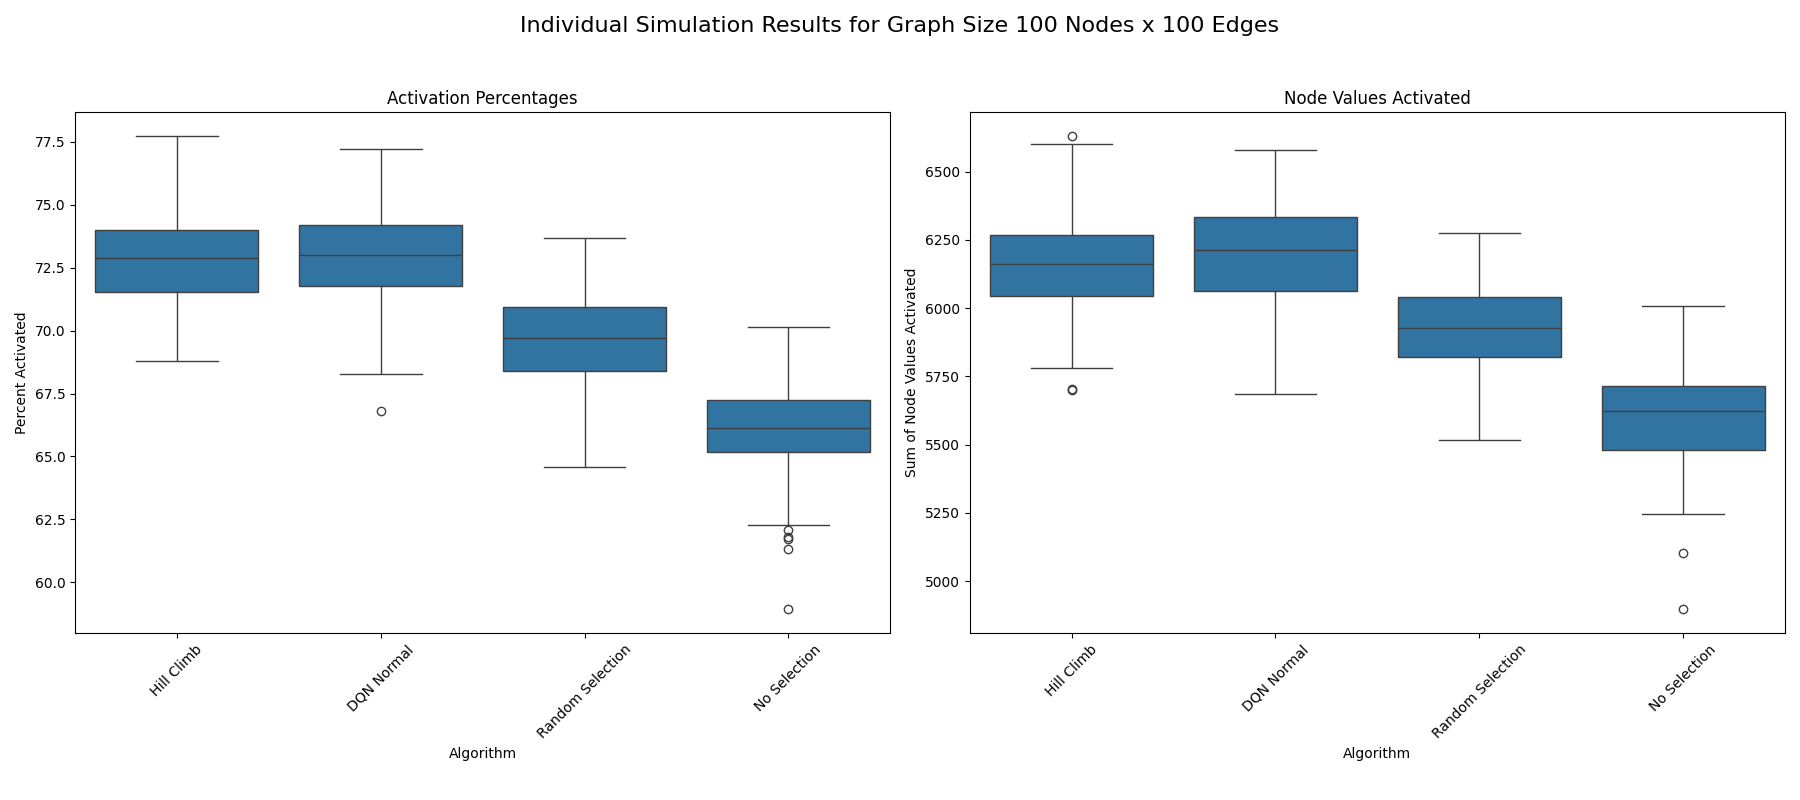 Individual Simulation Results for Graph Size 100 Nodes x 100 Edges
Activation Percentages
Percent Activated
77.5
75.0
72.5
70.0
67.5
65.0
62.5
60.0
Hill Climb
DQN Normal
Random Selection
No Selection
Algorithm
Node Values Activated
Sum of Node Values Activated
6500
6250
6000
5750
5500
5250
5000
Hill Climb
DQN Normal
Random Selection
No Selection
Algorithm